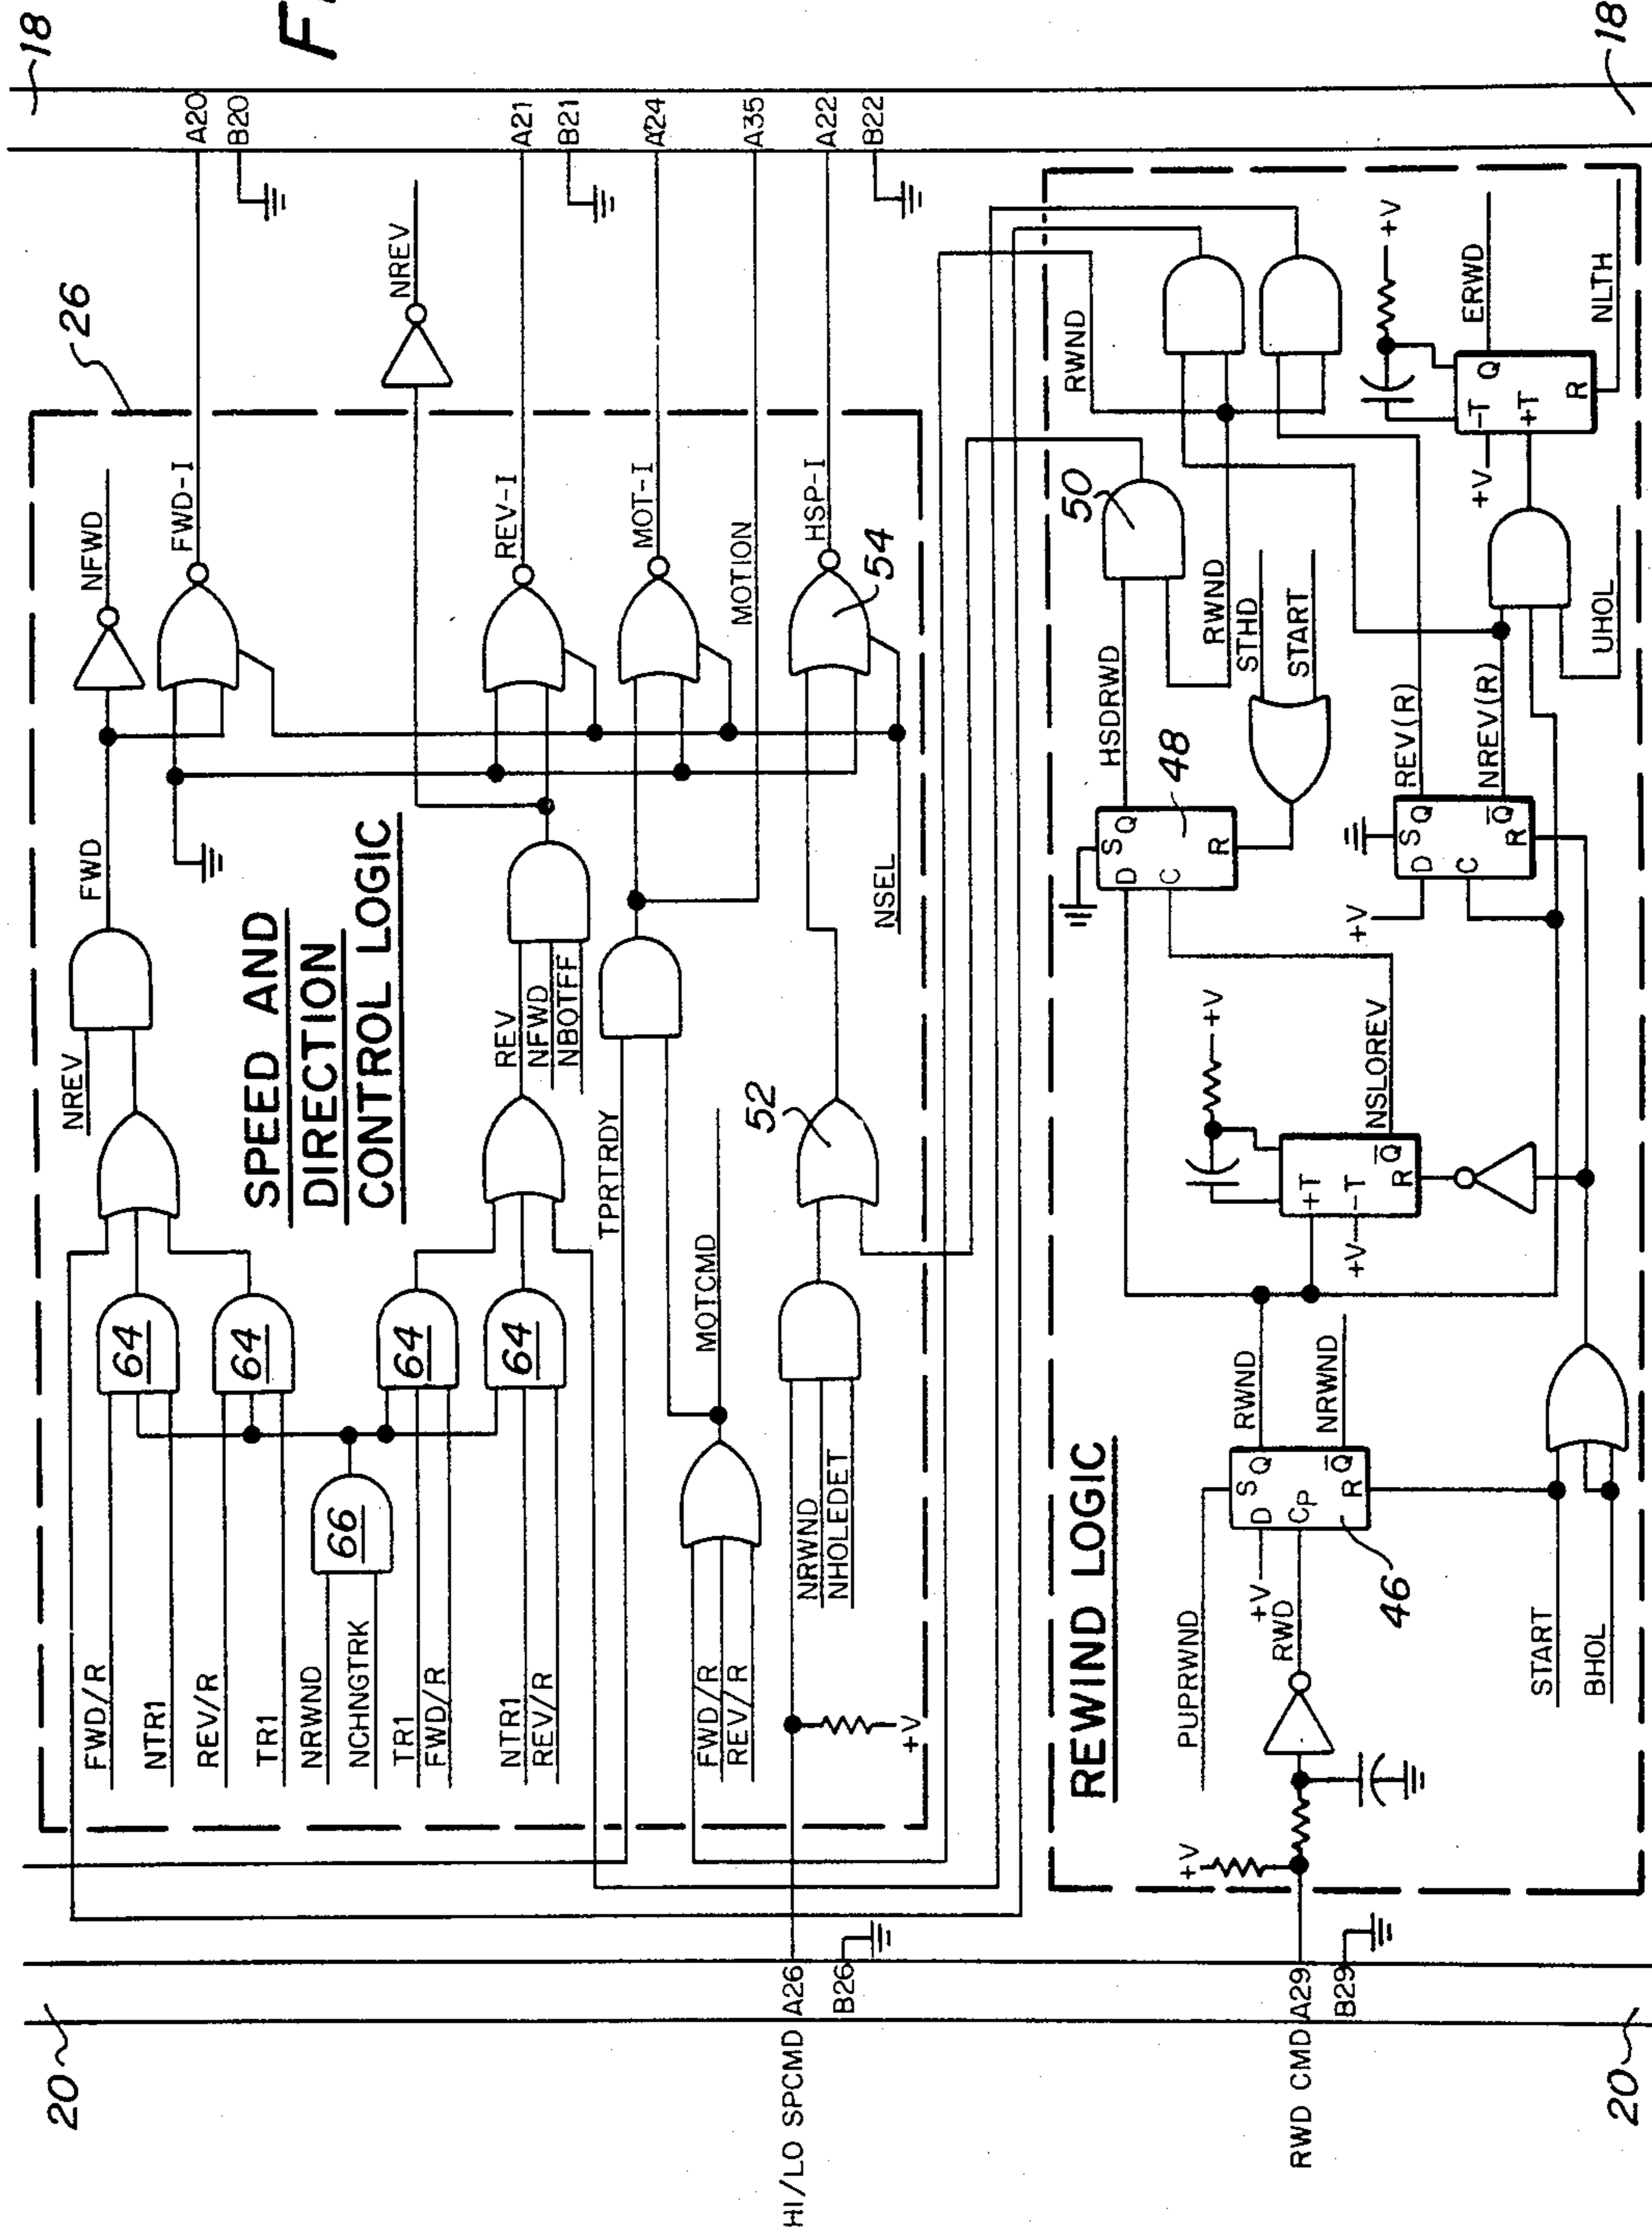 18
F
26
NFWD
FWD-I
A20
B20
FWD
NREV
NREV
REV-I
A21
B21
SPEED AND
DIRECTION
CONTROL LOGIC
REV
NFWD
NBOTFF
MOT-I
A24
MOTION
A35
HSP-I
A22
B22
54
NSEL
64
64
64
64
66
FWD/R
NTR1
REV/R
TR1
NRWND
NCHNGTRK
TR1
FWD/R
NTR1
REV/R
TPRTRDY
MOTCMD
52
FWD/R
REV/R
NRWND
NHOLEDET
+V
20
HI/LO SPCMD
A26
B26
REWIND LOGIC
RWND
50
HSDRWD
RWND
STHD
START
48
S
D
Q
C
R
REV(R)
NREV(R)
+V
S
D
Q
C
Q
R
+V
ERWD
NLTH
+V
-T
Q
+T
R
UHOL
+V
NSLOREV
+T
-T
Q
R
+V
RWND
NRWND
S
D
Q
CP
Q
R
46
PUPRWND
+V
RWD
+V
START
BHOL
RWD CMD
A29
B29
20
18